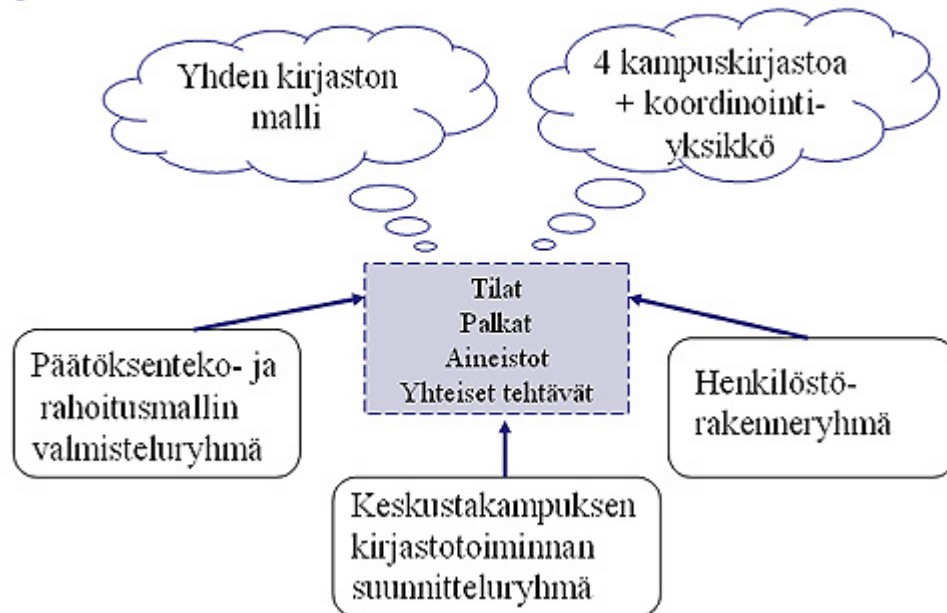 Yhden kirjaston
malli
4 kampuskirjastoa
+ koordinointi-
yksikkö
Tilat
Palkat
Aineistot
Yhteiset tehtävät
Päätöksenteko- ja
rahoitusmallin
valmisteluryhmä
Henkilöstö-
rakenneryhmä
Keskustakampuksen
kirjastotoiminnan
suunnitteluryhmä